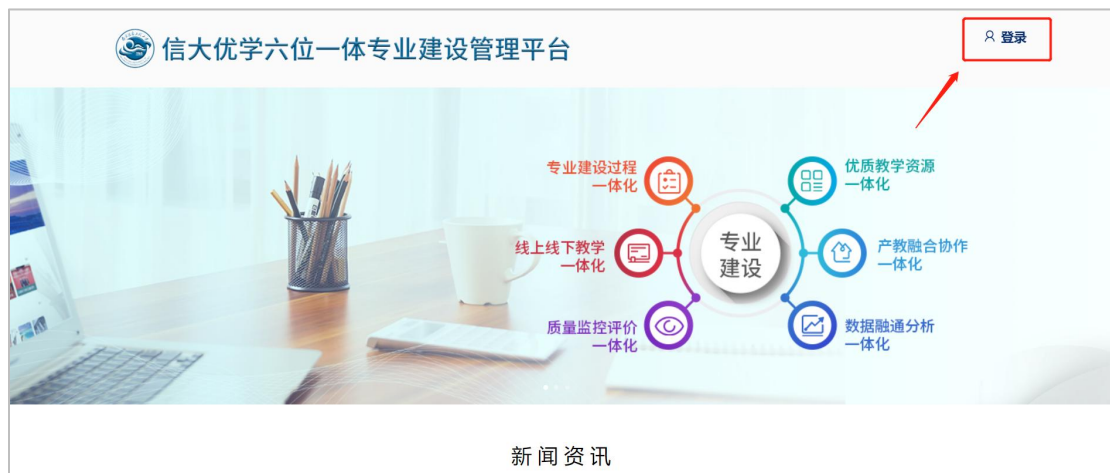 信大优学六位一体专业建设管理平台
登录
专业建设过程
一体化
优质教学资源
一体化
线上线下教学
一体化
专业
建设
产教融合协作
一体化
质量监控评价
一体化
数据融通分析
一体化
新闻资讯